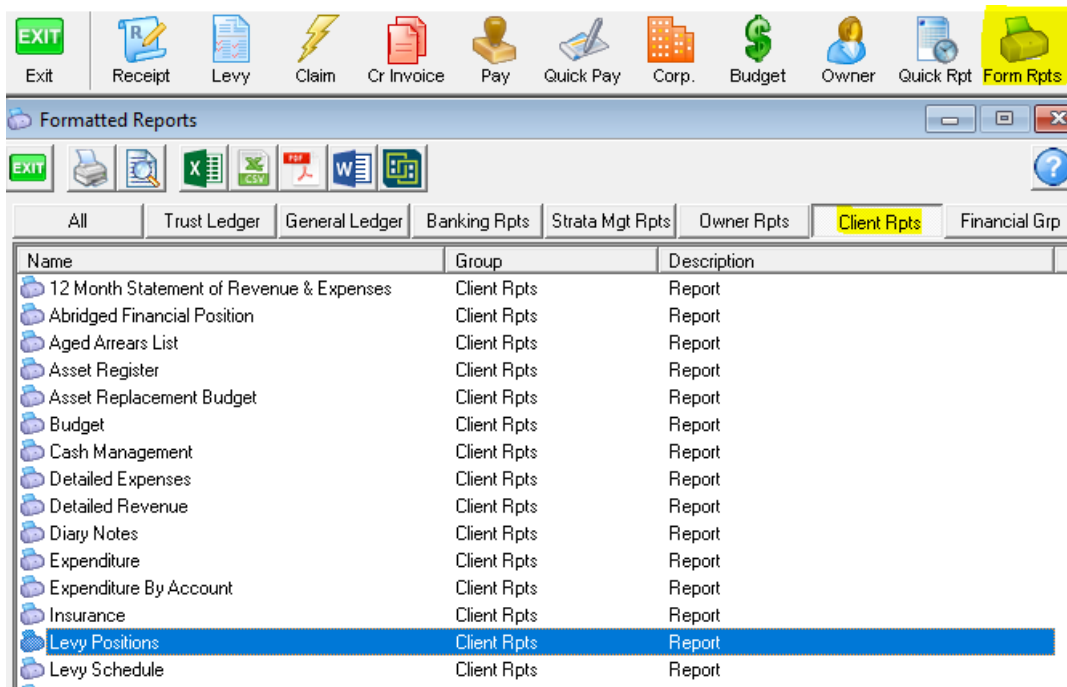 EXIT
Exit Receipt Levy Claim Cr Invoice Pay Quick Pay Corp. Budget Owner Quick Rpt Form Rpts
Formatted Reports
EXIT CSV PDF W ?
All Trust Ledger General Ledger Banking Rpts Strata Mgt Rpts Owner Rpts Client Rpts Financial Grp
Name Group Description
12 Month Statement of Revenue & Expenses Client Rpts Report
Abridged Financial Position Client Rpts Report
Aged Arrears List Client Rpts Report
Asset Register Client Rpts Report
Asset Replacement Budget Client Rpts Report
Budget Client Rpts Report
Cash Management Client Rpts Report
Detailed Expenses Client Rpts Report
Detailed Revenue Client Rpts Report
Diary Notes Client Rpts Report
Expenditure Client Rpts Report
Expenditure By Account Client Rpts Report
Insurance Client Rpts Report
Levy Positions Client Rpts Report
Levy Schedule Client Rpts Report